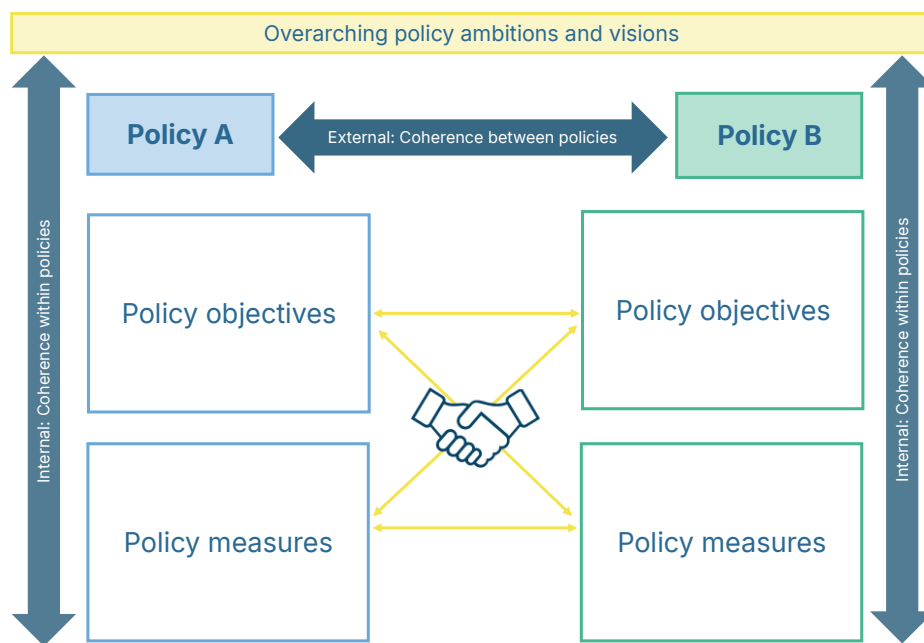 Overarching policy ambitions and visions
Policy A
External: Coherence between policies
Policy B
Internal: Coherence within policies
Policy objectives
Policy objectives
Internal: Coherence within policies
Policy measures
Policy measures